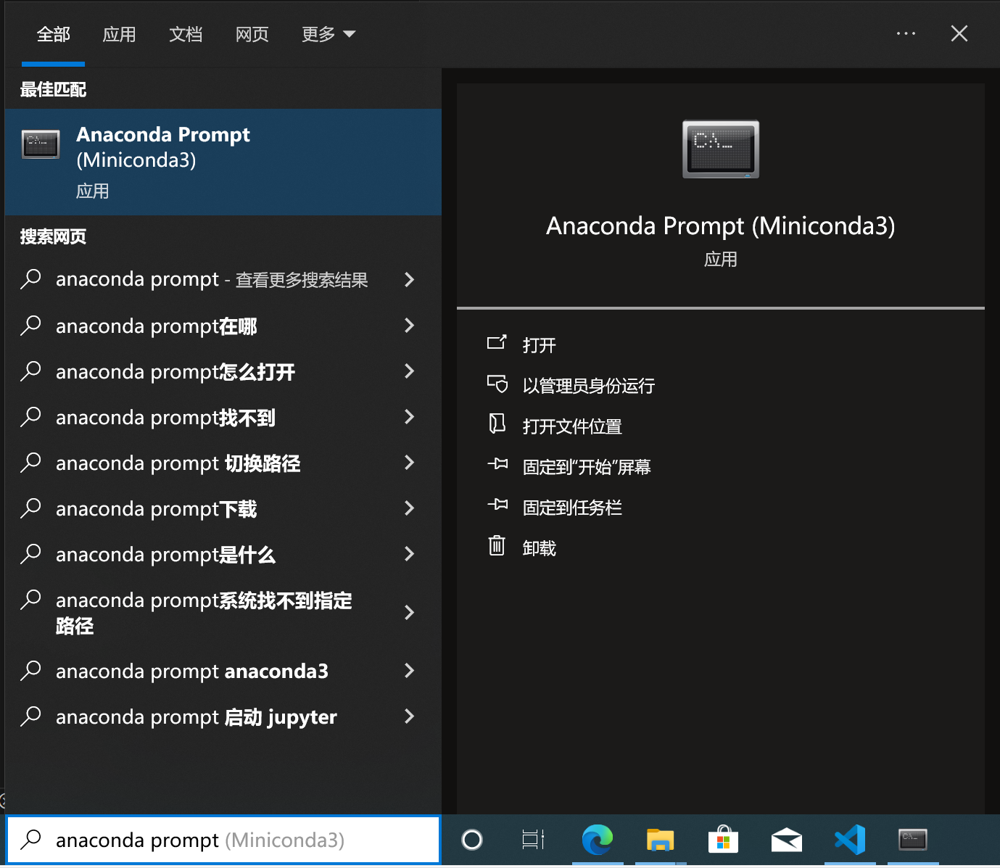 全部 应用 文档 网页 更多
最佳匹配
Anaconda Prompt
(Miniconda3)
应用
搜索网页
anaconda prompt - 查看更多搜索结果
anaconda prompt在哪
anaconda prompt怎么打开
anaconda prompt找不到
anaconda prompt 切换路径
anaconda prompt下载
anaconda prompt是什么
anaconda prompt系统找不到指定
路径
anaconda prompt anaconda3
anaconda prompt 启动 jupyter
anaconda prompt (Miniconda3)
C:\_
Anaconda Prompt (Miniconda3)
应用
打开
以管理员身份运行
打开文件位置
固定到“开始”屏幕
固定到任务栏
卸载